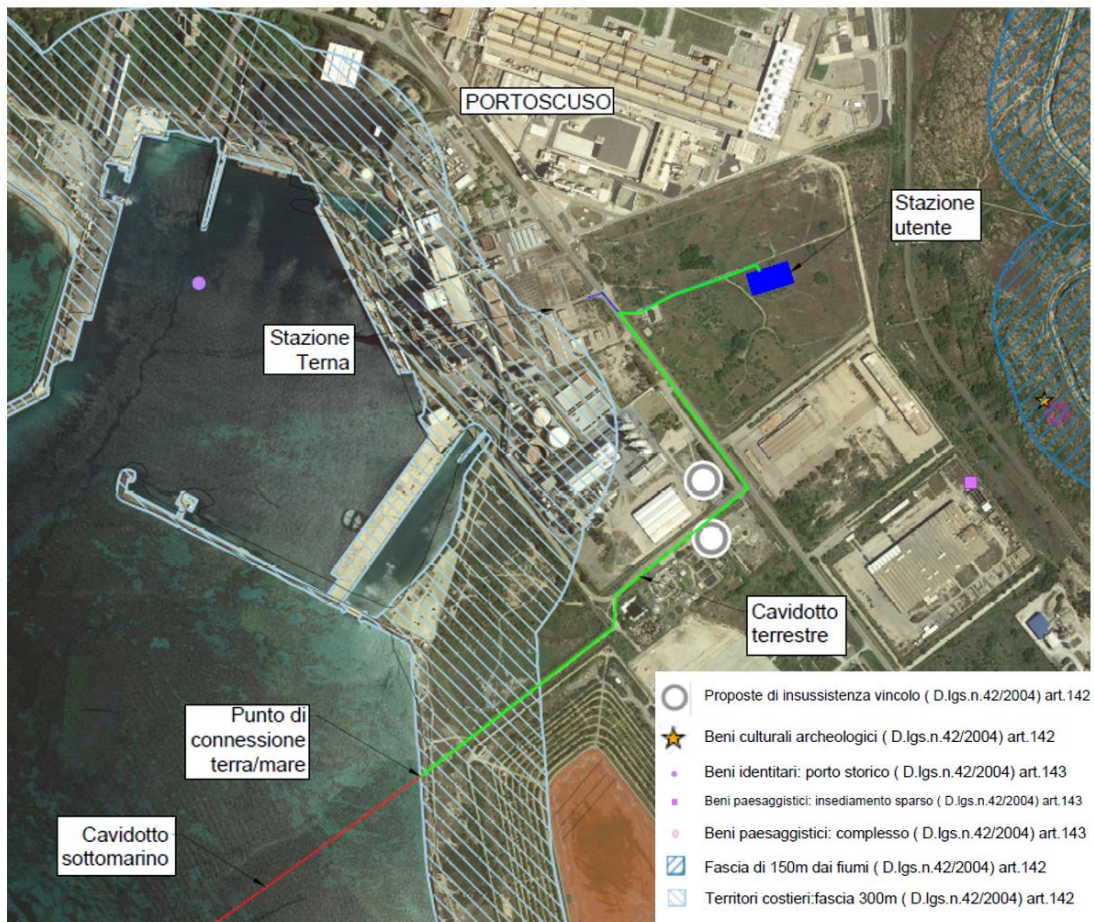 PORTOSCUSO
Stazione
utente
Stazione
Terna
Cavidotto
terrestre
Punto di
connessione
terra/mare
Cavidotto
sottomarino
Proposte di insussistenza vincolo ( D.lgs.n.42/2004) art.142
Beni culturali archeologici ( D.lgs.n.42/2004) art.142
Beni identitari: porto storico ( D.lgs.n.42/2004) art.143
Beni paesaggistici: insediamento sparso ( D.lgs.n.42/2004) art.143
Beni paesaggistici: complesso ( D.lgs.n.42/2004) art.143
Fascia di 150m dai fiumi ( D.lgs.n.42/2004) art.142
Territori costieri:fascia 300m ( D.lgs.n.42/2004) art.142